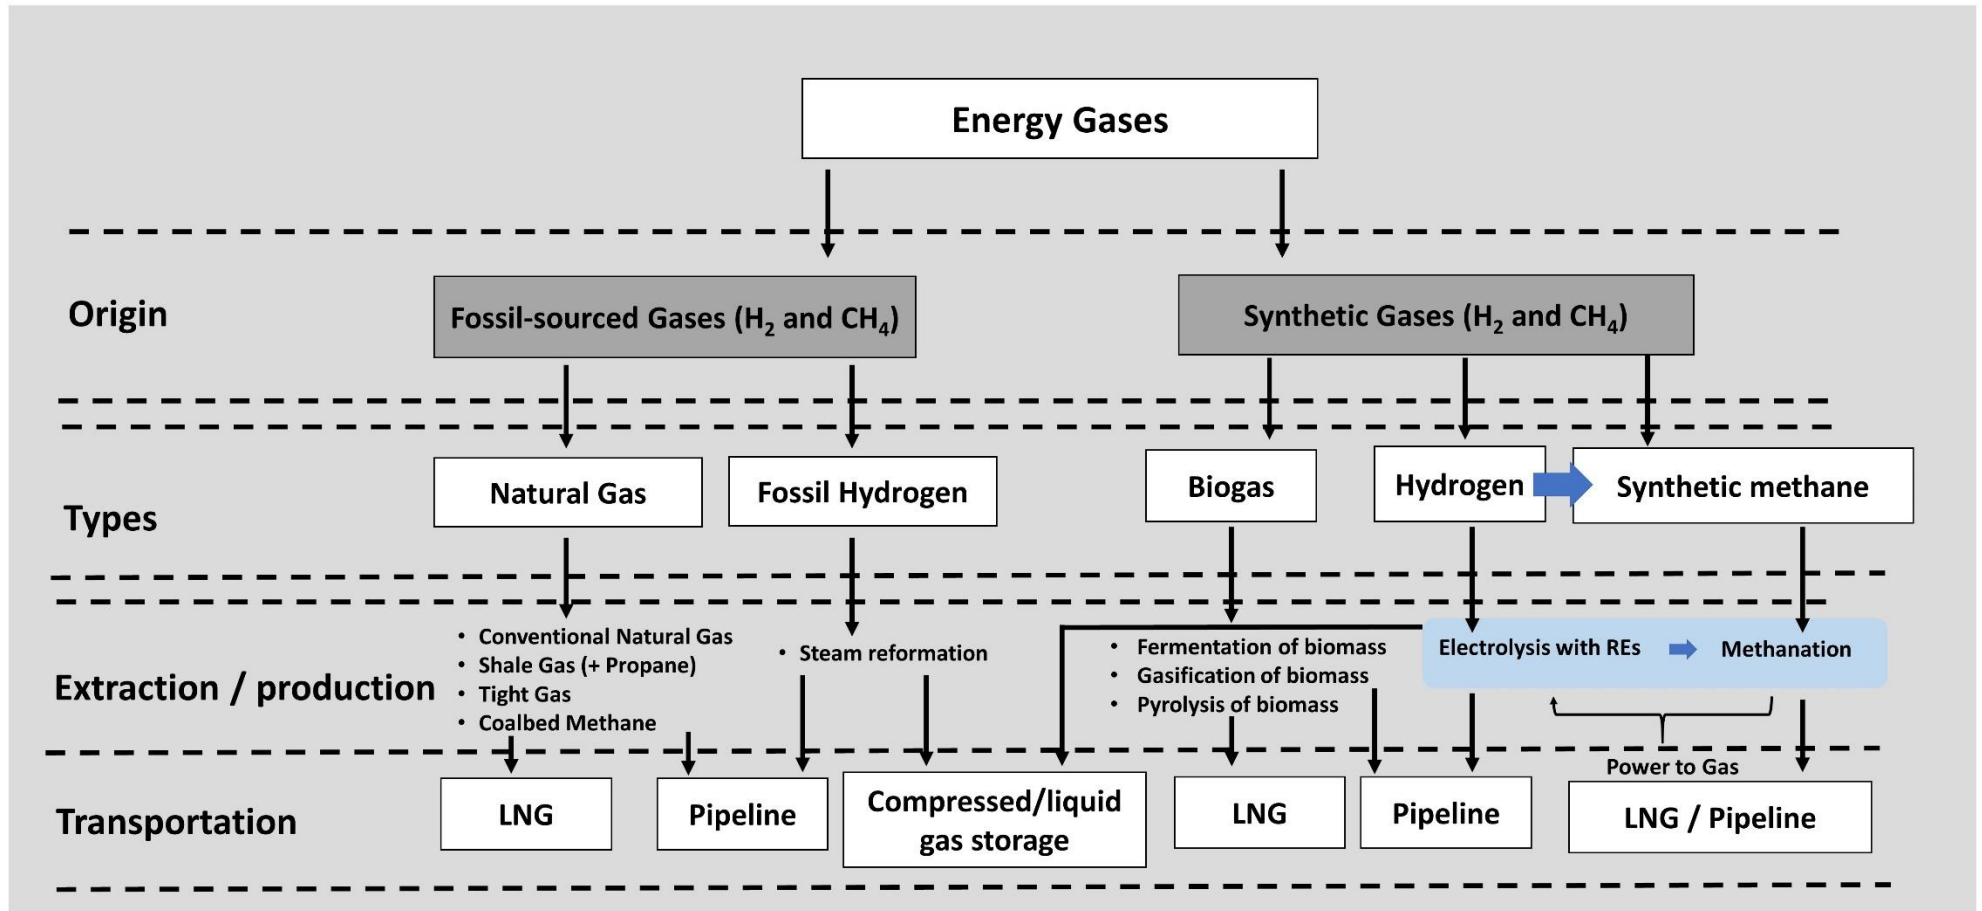 Energy Gases
Origin
Fossil-sourced Gases (H₂ and CH₄)
Synthetic Gases (H₂ and CH₄)
Types
Natural Gas
Fossil Hydrogen
Biogas
Hydrogen
Synthetic methane
Extraction / production
• Conventional Natural Gas
• Shale Gas (+ Propane)
• Tight Gas
• Coalbed Methane
• Steam reformation
• Fermentation of biomass
• Gasification of biomass
• Pyrolysis of biomass
Electrolysis with REs
Methanation
Power to Gas
Transportation
LNG
Pipeline
Compressed/liquid
gas storage
LNG
Pipeline
LNG / Pipeline